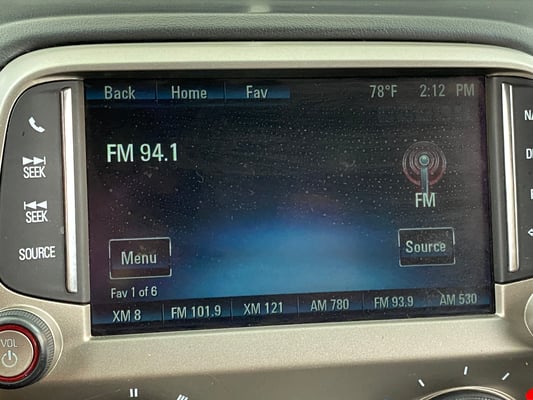 Back Home Fav 78°F 2:12 PM
FM 94.1
SEEK
SEEK
FM
SOURCE
Menu
Source
Fav 1 of 6
XM 8 FM 101.9 XM 121 AM 780 FM 93.9 AM 530
VOL